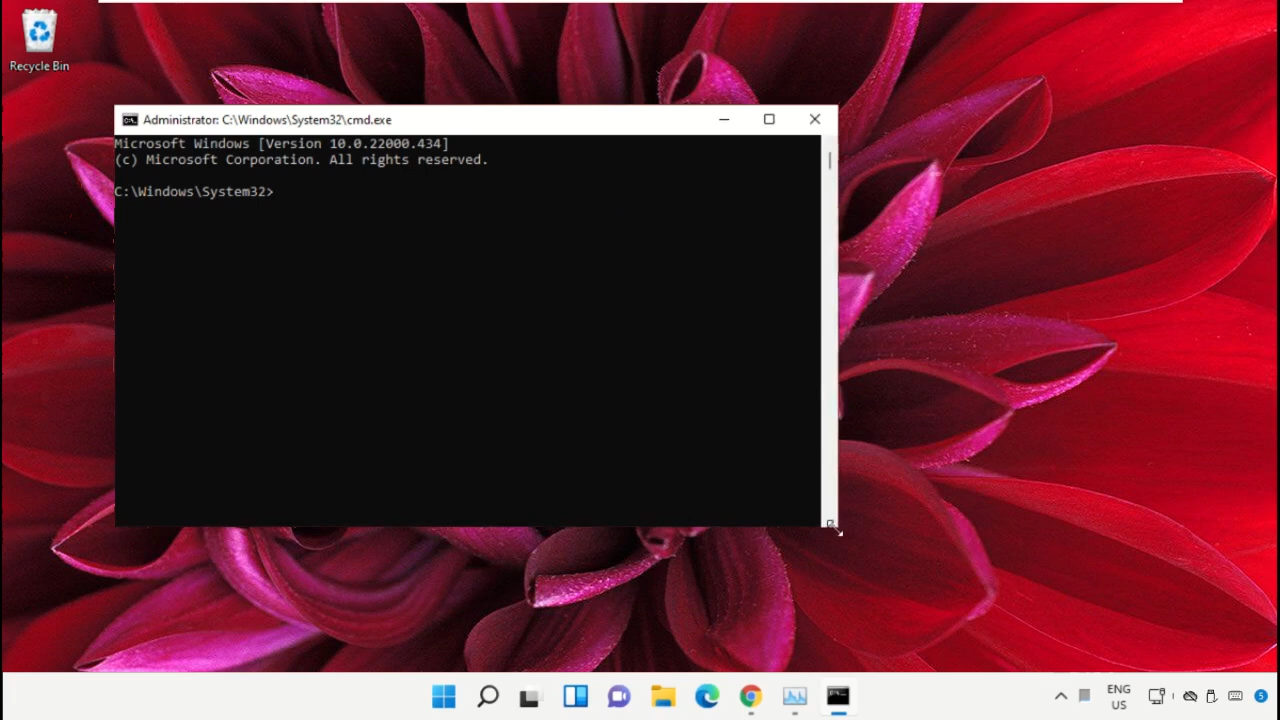 Recycle Bin
Administrator: C:\Windows\System32\cmd.exe
Microsoft Windows [Version 10.0.22000.434]
(c) Microsoft Corporation. All rights reserved.
C:\Windows\System32>
ENG
US
5